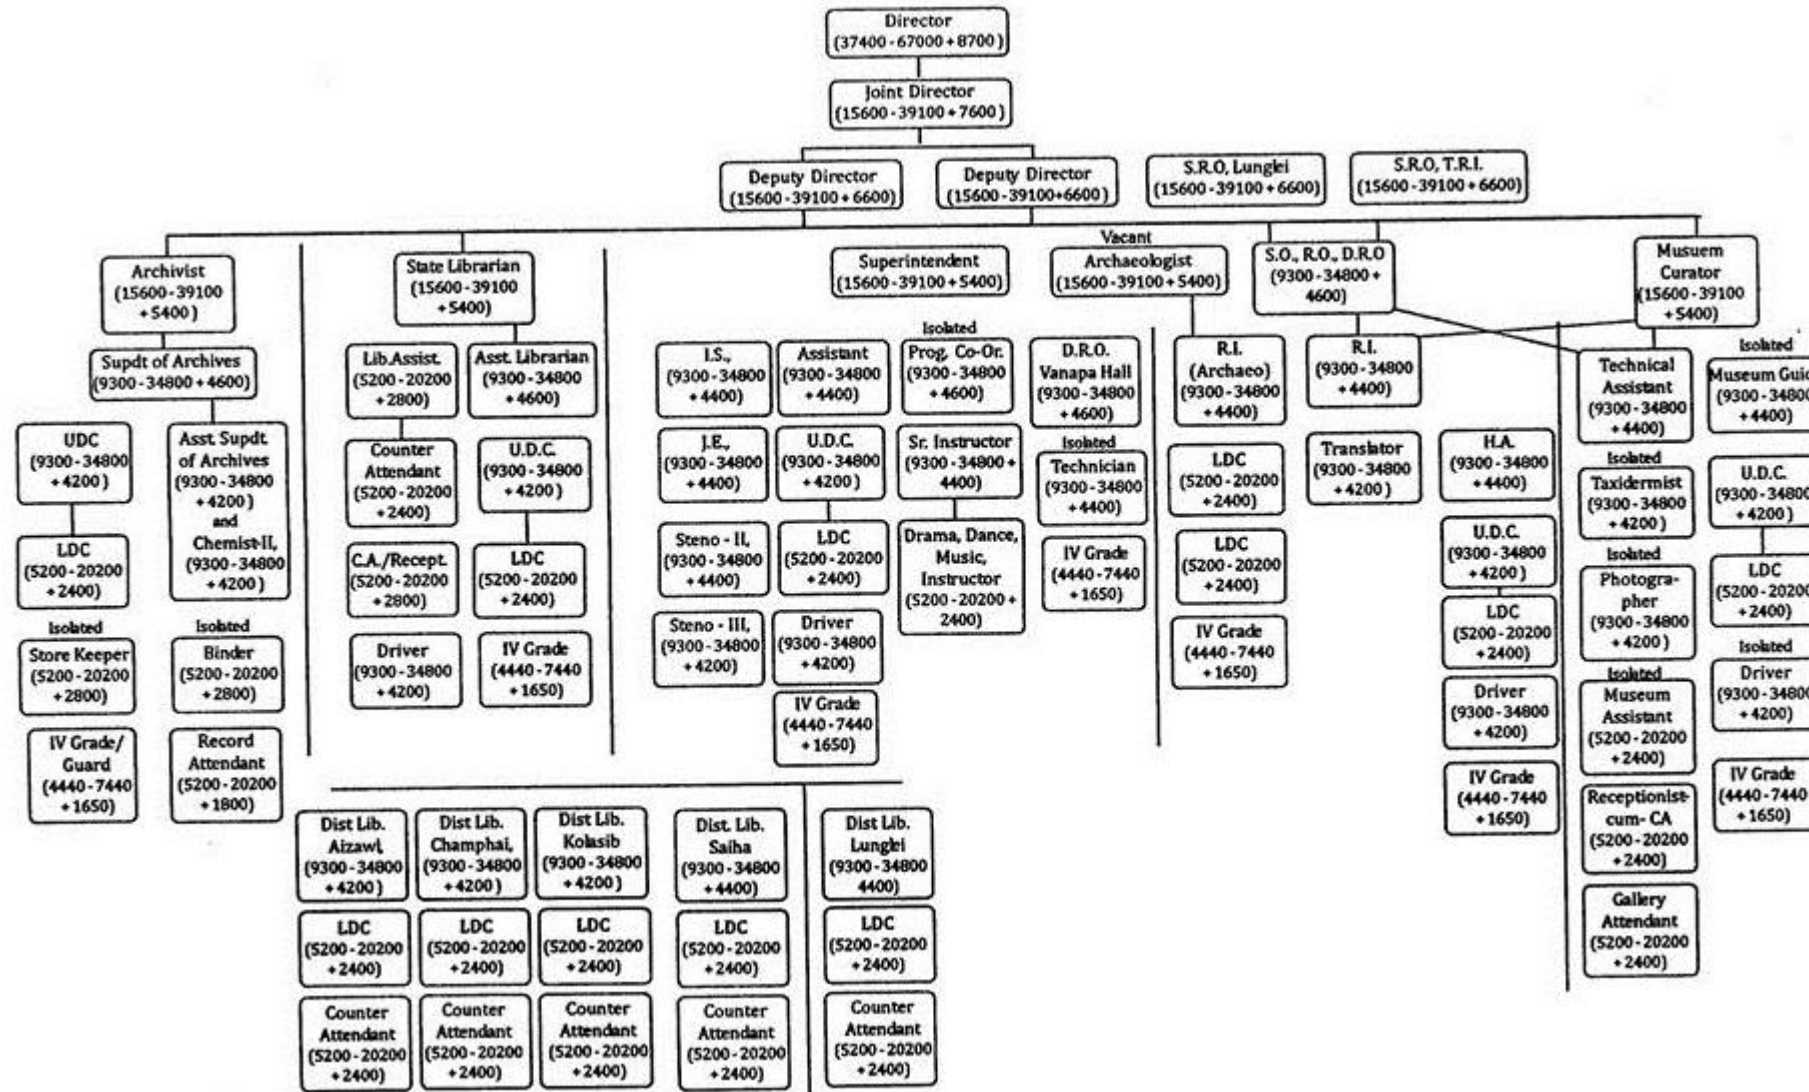 Director
(37400 - 67000 + 8700)
Joint Director
(15600 - 39100 + 7600)
Deputy Director
(15600 - 39100 + 6600)
Deputy Director
(15600 - 39100+6600)
S.R.O, Lunglei
(15600 - 39100 + 6600)
S.R.O, T.R.I.
(15600 - 39100 + 6600)
Archivist
(15600 - 39100
+ 5400 )
State Librarian
(15600 - 39100
+ 5400)
Superintendent
(15600 - 39100 + 5400)
Vacant
Archaeologist
(15600 - 39100 + 5400)
S.O., R.O., D.R.O
(9300 - 34800 +
4600)
Musuem
Curator
(15600 - 39100
+ 5400)
Supdt of Archives
(9300 - 34800 + 4600)
UDC
(9300 - 34800
+ 4200)
LDC
(5200 - 20200
+ 2400)
Isolated
Store Keeper
(5200 - 20200
+ 2800)
IV Grade/
Guard
(4440 - 7440
+ 1650)
Asst. Supdt.
of Archives
(9300 - 34800
+ 4200 )
and
Chemist-II,
(9300 - 34800
+ 4200 )
Isolated
Binder
(5200 - 20200
+ 2800)
Record
Attendant
(5200 - 20200
+ 1800)
Lib.Assist.
(5200 - 20200
+ 2800)
Counter
Attendant
(5200 - 20200
+ 2400)
C.A./Recept.
(5200 - 20200
+ 2800)
Driver
(9300 - 34800
+ 4200)
Asst. Librarian
(9300 - 34800
+ 4600)
U.D.C.
(9300 - 34800
+ 4200 )
LDC
(5200 - 20200
+ 2400)
IV Grade
(4440 - 7440
+ 1650)
I.S.,
(9300 - 34800
+ 4400)
J.E.,
(9300 - 34800
+ 4400)
Steno - II,
(9300 - 34800
+ 4400)
Steno - III,
(9300 - 34800
+ 4200)
Assistant
(9300 - 34800
+ 4400)
U.D.C.
(9300 - 34800
+ 4200 )
LDC
(5200 - 20200
+ 2400)
Driver
(9300 - 34800
+ 4200)
IV Grade
(4440 - 7440
+ 1650)
Isolated
Prog. Co-Or.
(9300 - 34800
+ 4600)
Sr. Instructor
(9300 - 34800 +
4400)
Drama, Dance,
Music,
Instructor
(5200 - 20200 +
2400)
D.R.O.
Vanapa Hall
(9300 - 34800
+ 4600)
Isolated
Technician
(9300 - 34800
+ 4400)
IV Grade
(4440 - 7440
+ 1650)
R.I.
(Archaeo)
(9300 - 34800
+ 4400)
LDC
(5200 - 20200
+ 2400)
LDC
(5200 - 20200
+ 2400)
IV Grade
(4440 - 7440
+ 1650)
R.I.
(9300 - 34800
+ 4400)
Translator
(9300 - 34800
+ 4200)
H.A.
(9300 - 34800
+ 4400)
U.D.C.
(9300 - 34800
+ 4200 )
LDC
(5200 - 20200
+ 2400)
Driver
(9300 - 34800
+ 4200)
IV Grade
(4440 - 7440
+ 1650)
Technical
Assistant
(9300 - 34800
+ 4400)
Isolated
Taxidermist
(9300 - 34800
+ 4200 )
Isolated
Photogra-
pher
(9300 - 34800
+ 4200 )
Isolated
Museum
Assistant
(5200 - 20200
+ 2400)
Receptionist-
cum- CA
(5200 - 20200
+ 2400)
Gallery
Attendant
(5200 - 20200
+ 2400)
Isolated
Museum
(9300 - 34800
+ 4400)
U.D.C.
(9300 - 34800
+ 4200)
LDC
(5200 - 20200
+ 2400)
Isolated
Driver
(9300 - 34800
+ 4200)
IV Grade
(4440 - 7440
+ 1650)
Dist Lib.
Aizawl,
(9300 - 34800
+ 4200 )
LDC
(5200 - 20200
+ 2400)
Counter
Attendant
(5200 - 20200
+ 2400)
Dist Lib.
Champhai,
(9300 - 34800
+ 4200 )
LDC
(5200 - 20200
+ 2400)
Counter
Attendant
(5200 - 20200
+ 2400)
Dist Lib.
Kolasib
(9300 - 34800
+ 4200)
LDC
(5200 - 20200
+ 2400)
Counter
Attendant
(5200 - 20200
+ 2400)
Dist. Lib.
Saiha
(9300 - 34800
+ 4400)
LDC
(5200 - 20200
+ 2400)
Counter
Attendant
(5200 - 20200
+ 2400)
Dist Lib.
Lunglei
(9300 - 34800
4400)
LDC
(5200 - 20200
+ 2400)
Counter
Attendant
(5200 - 20200
+ 2400)